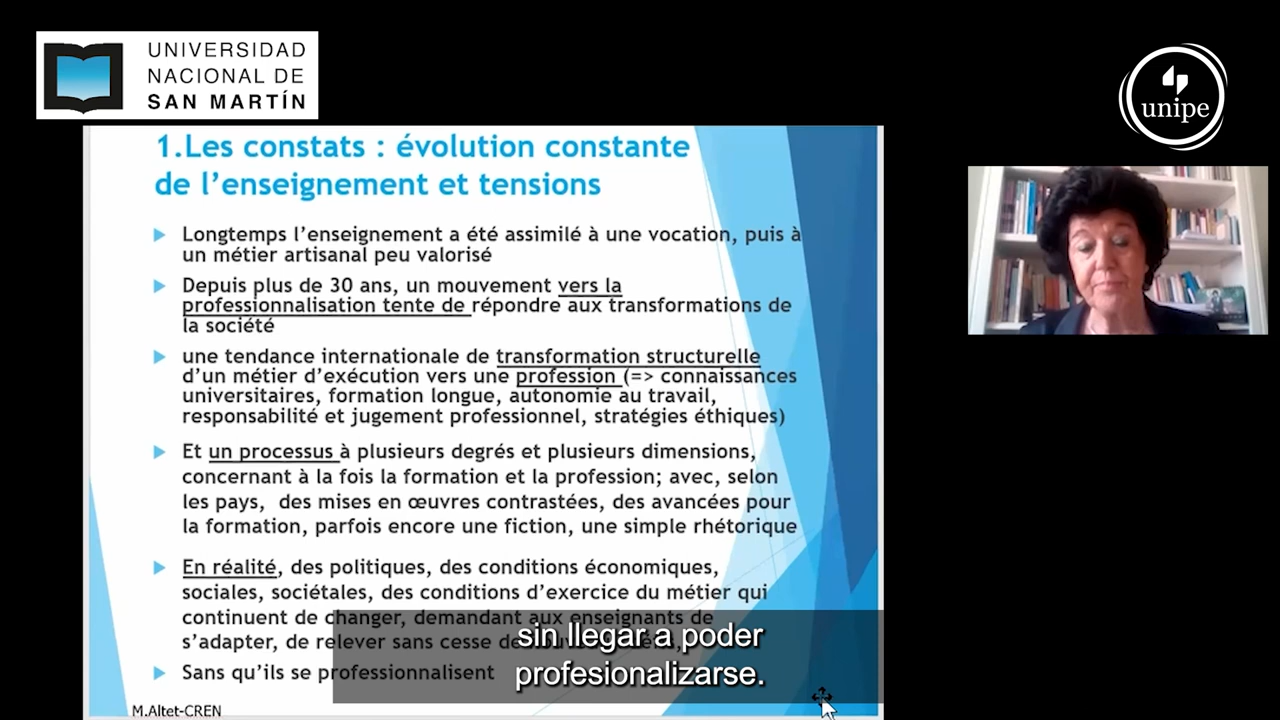 UNIVERSIDAD
NACIONAL DE
SAN MARTÍN
unipe
1.Les constats : évolution constante
de l’enseignement et tensions
Longtemps l’enseignement a été assimilé à une vocation, puis à
un métier artisanal peu valorisé
Depuis plus de 30 ans, un mouvement vers la
professionnalisation tente de répondre aux transformations de
la société
une tendance internationale de transformation structurelle
d’un métier d’exécution vers une profession (=> connaissances
universitaires, formation longue, autonomie au travail,
responsabilité et jugement professionnel, stratégies éthiques)
Et un processus à plusieurs degrés et plusieurs dimensions,
concernant à la fois la formation et la profession; avec, selon
les pays, des mises en œuvres contrastées, des avancées pour
la formation, parfois encore une fiction, une simple rhétorique
En réalité, des politiques, des conditions économiques,
sociales, sociétales, des conditions d’exercice du métier qui
continuent de changer, demandant aux enseignants de
s’adapter, de relever sans cesse de
Sans qu’ils se professionnalisent
M.Altet-CREN
sin llegar a poder
profesionalizarse.